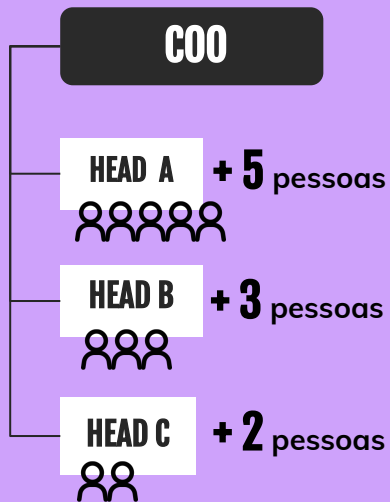 COO
HEAD A + 5 pessoas
HEAD B + 3 pessoas
HEAD C + 2 pessoas